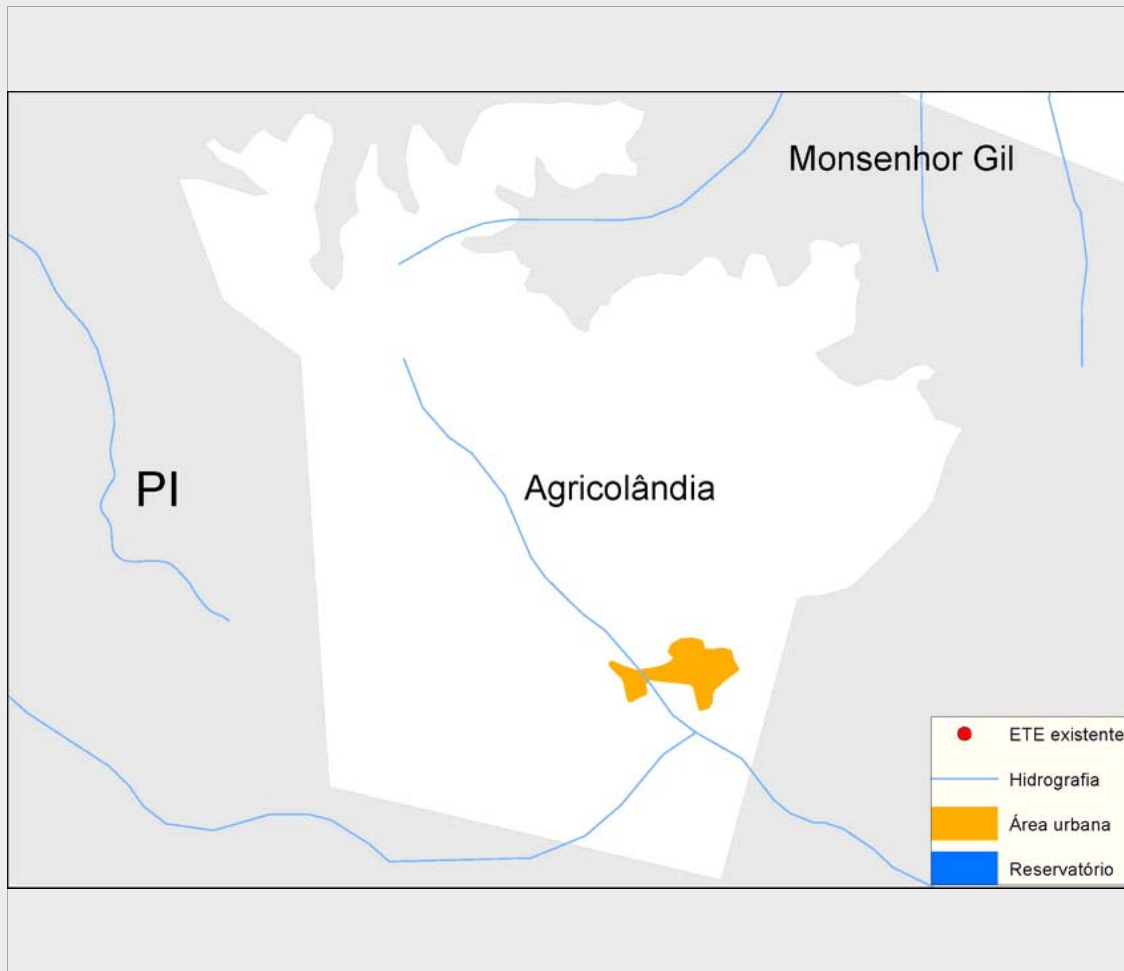 Monsenhor Gil
PI
Agricolândia
ETE existente
Hidrografia
Área urbana
Reservatório